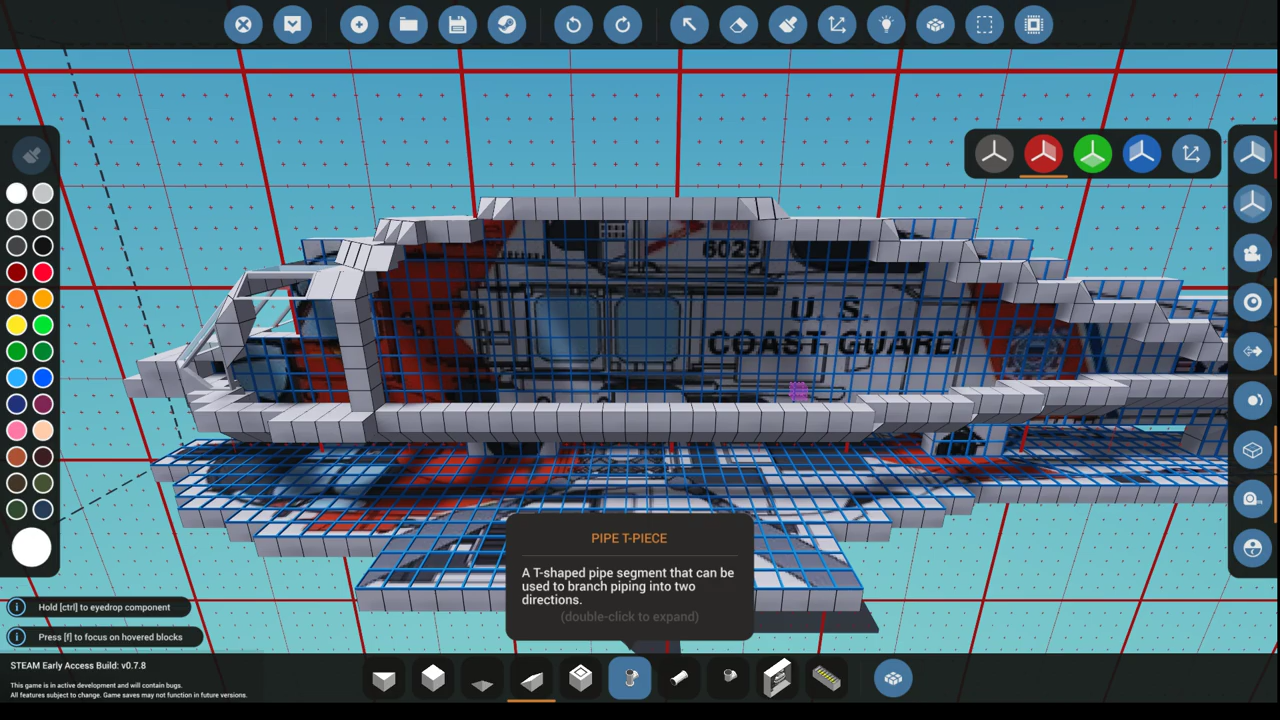 6025
U. S.
COAST GUARD
PIPE T-PIECE
A T-shaped pipe segment that can be
used to branch piping into two
directions.
(double-click to expand)
Hold [ctrl] to eyedrop component
Press [f] to focus on hovered blocks
STEAM Early Access Build: v0.7.8
This game is in active development and will contain bugs.
All features subject to change. Game saves may not function in future versions.